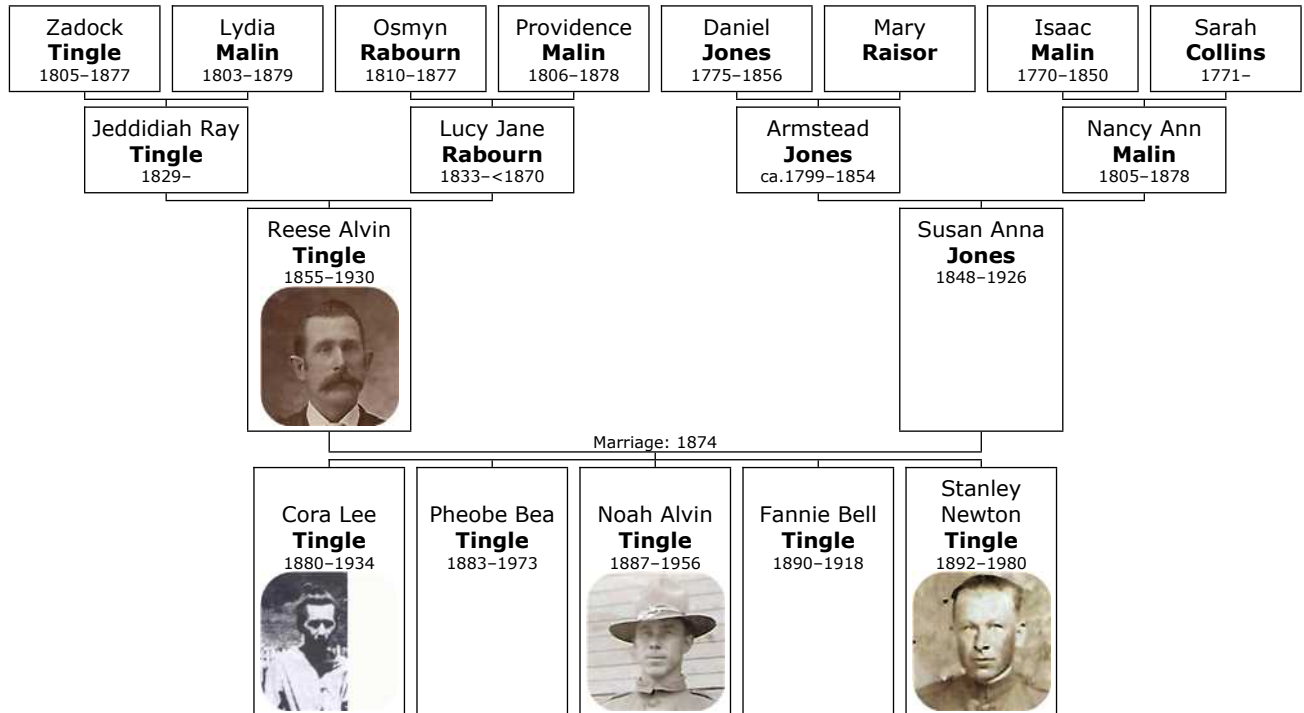 Zadock
Tingle
1805–1877
Lydia
Malin
1803–1879
Osmyn
Rabourn
1810–1877
Providence
Malin
1806–1878
Daniel
Jones
1775–1856
Mary
Raisor
Isaac
Malin
1770–1850
Sarah
Collins
1771–
Jeddidiah Ray
Tingle
1829–
Lucy Jane
Rabourn
1833–<1870
Armstead
Jones
ca.1799–1854
Nancy Ann
Malin
1805–1878
Reese Alvin
Tingle
1855–1930
Susan Anna
Jones
1848–1926
Marriage: 1874
Cora Lee
Tingle
1880–1934
Pheobe Bea
Tingle
1883–1973
Noah Alvin
Tingle
1887–1956
Fannie Bell
Tingle
1890–1918
Stanley
Newton
Tingle
1892–1980